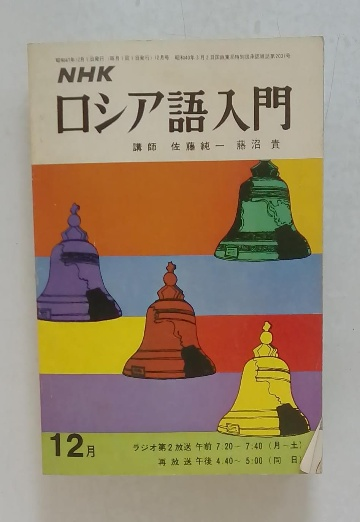 NHK
ロシア語入門
講師 佐藤純一 藤沼貴
12月
ラジオ第2放送 午前 7.20〜7.40 (月〜土)
再放送 午後 4.40〜5:00 (同 日)